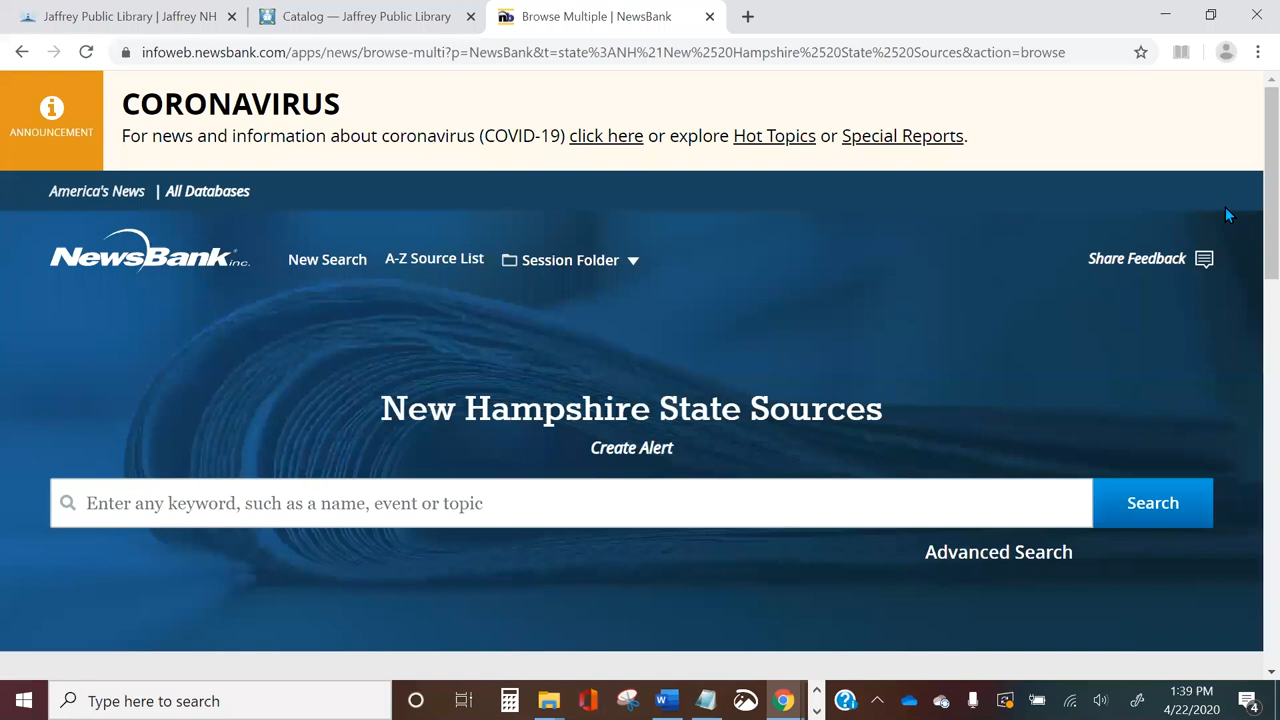 Jaffrey Public Library | Jaffrey NH
Catalog — Jaffrey Public Library
Browse Multiple | NewsBank
infoweb.newsbank.com/apps/news/browse-multi?p=NewsBank&t=state%3ANH%21New%2520Hampshire%2520State%2520Sources&action=browse
ANNOUNCEMENT
CORONAVIRUS
For news and information about coronavirus (COVID-19) click here or explore Hot Topics or Special Reports.
America's News | All Databases
NewsBank inc.
New Search
A-Z Source List
Session Folder
Share Feedback
New Hampshire State Sources
Create Alert
Enter any keyword, such as a name, event or topic
Search
Advanced Search
Type here to search
1:39 PM
4/22/2020
4